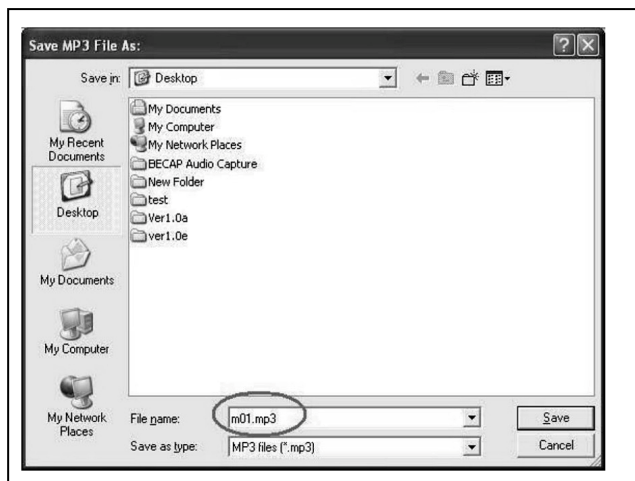 Save MP3 File As:
Save in: Desktop
My Recent
Documents
Desktop
My Documents
My Computer
My Network
Places
My Documents
My Computer
My Network Places
BECAP Audio Capture
New Folder
test
Ver1.0a
ver1.0e
File name: m01.mp3 Save
Save as type: MP3 files (*.mp3) Cancel